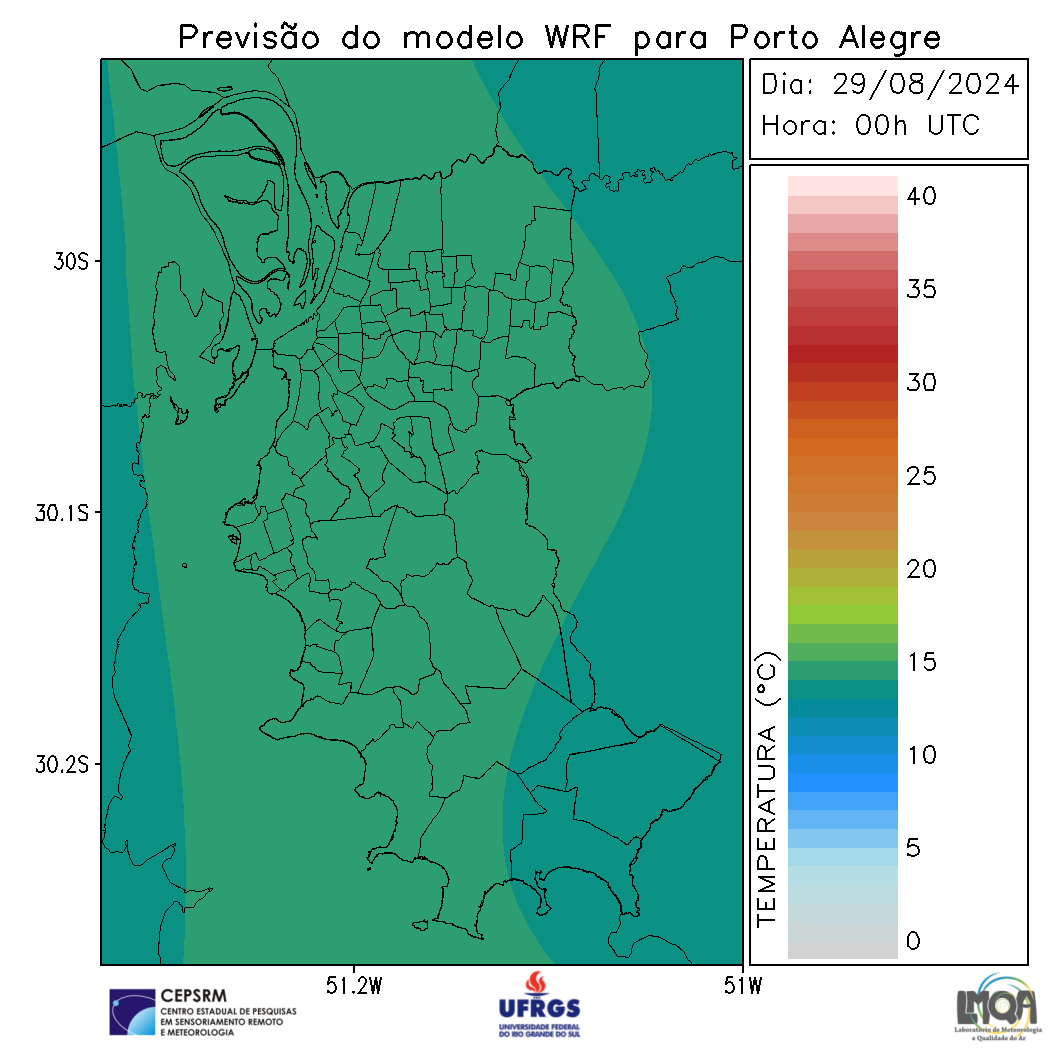 Previsão do modelo WRF para Porto Alegre
Dia: 29/08/2024
Hora: 00h UTC
30S
30.1S
30.2S
51.2W
51W
40
35
30
25
20
15
10
5
0
TEMPERATURA (°C)
CEPSRM
CENTRO ESTADUAL DE PESQUISAS
EM SENSORIAMENTO REMOTO
E METEOROLOGIA
UFRGS
UNIVERSIDADE FEDERAL
DO RIO GRANDE DO SUL
LMQA
Laboratório de Meteorologia
e Qualidade do Ar